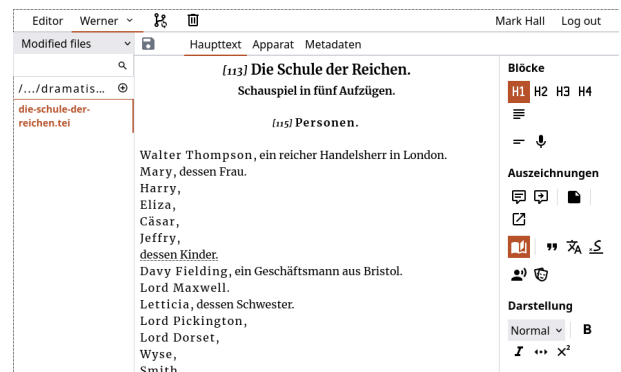 Editor Werner Mark Hall Log out
Modified files Haupttext Apparat Metadaten
/.../dramatis...
die-schule-der-
reichen.tei
[113] Die Schule der Reichen.
Schauspiel in fünf Aufzügen.
[115] Personen.
Walter Thompson, ein reicher Handelsherr in London.
Mary, dessen Frau.
Harry,
Eliza,
Cäsar,
Jeffry,
dessen Kinder.
Davy Fielding, ein Geschäftsmann aus Bristol.
Lord Maxwell.
Letticia, dessen Schwester.
Lord Pickington,
Lord Dorset,
Wyse,
Smith
Blöcke
H1 H2 H3 H4
Auszeichnungen
Darstellung
Normal B
I X²